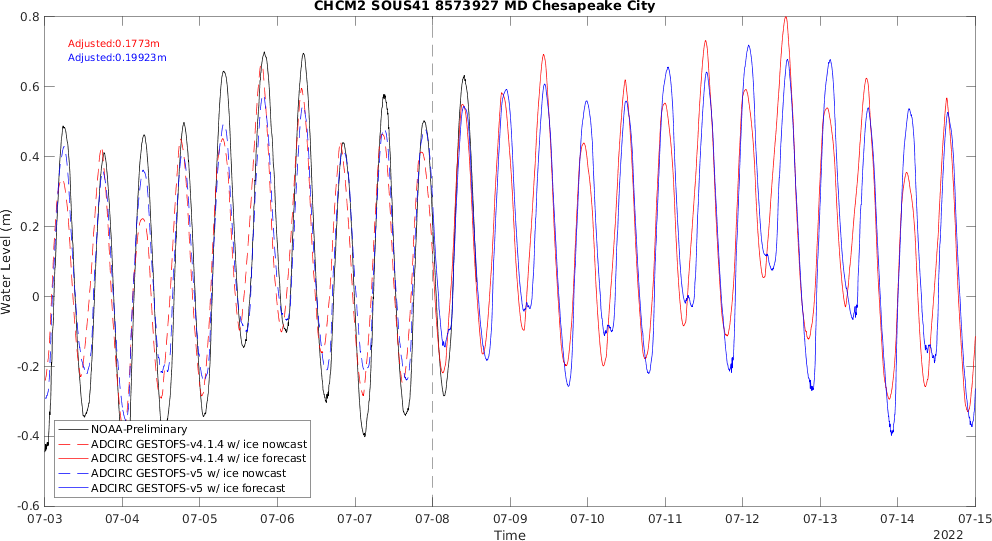 CHCM2 SOUS41 8573927 MD Chesapeake City
Adjusted:0.1773m
Adjusted:0.19923m
Water Level (m)
0.8
0.6
0.4
0.2
0
-0.2
-0.4
-0.6
NOAA-Preliminary
ADCIRC GESTOFS-v4.1.4 w/ ice nowcast
ADCIRC GESTOFS-v4.1.4 w/ ice forecast
ADCIRC GESTOFS-v5 w/ ice nowcast
ADCIRC GESTOFS-v5 w/ ice forecast
07-03 07-04 07-05 07-06 07-07 07-08 07-09 07-10 07-11 07-12 07-13 07-14 07-15
Time
2022